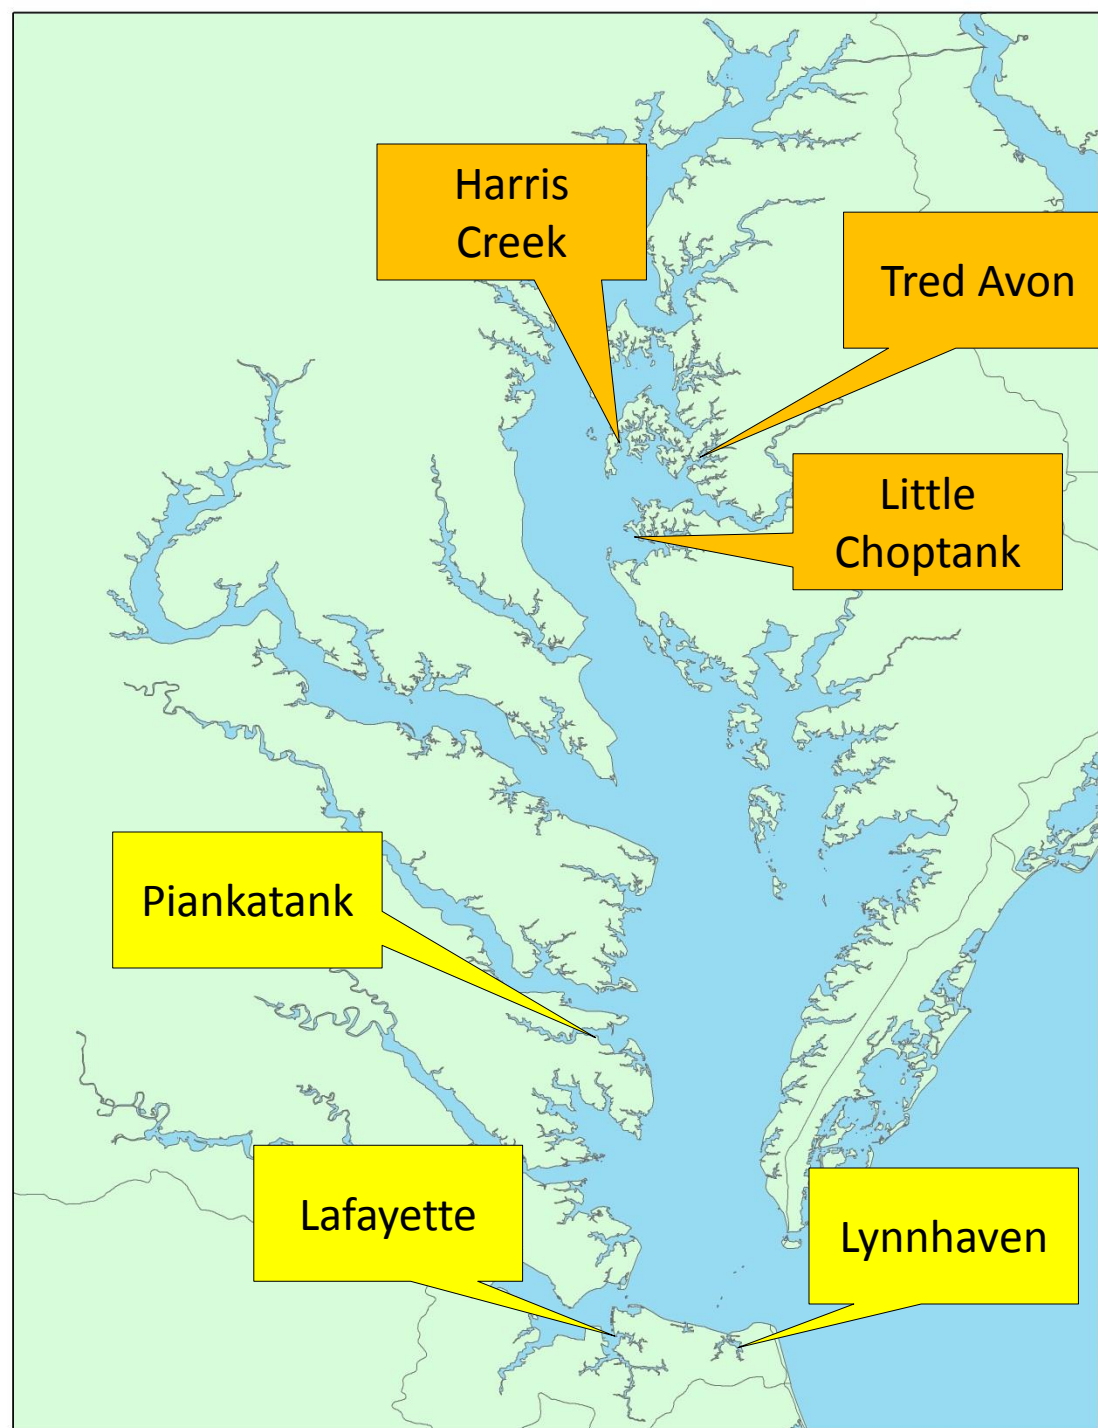 Harris
Creek
Tred Avon
Little
Choptank
Piankatank
Lafayette
Lynnhaven